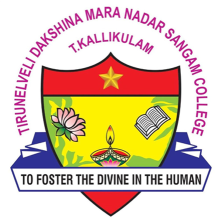 TIRUNELVELI DAKSHINA MARA NADAR SANGAM COLLEGE
T.KALLIKULAM
TO FOSTER THE DIVINE IN THE HUMAN